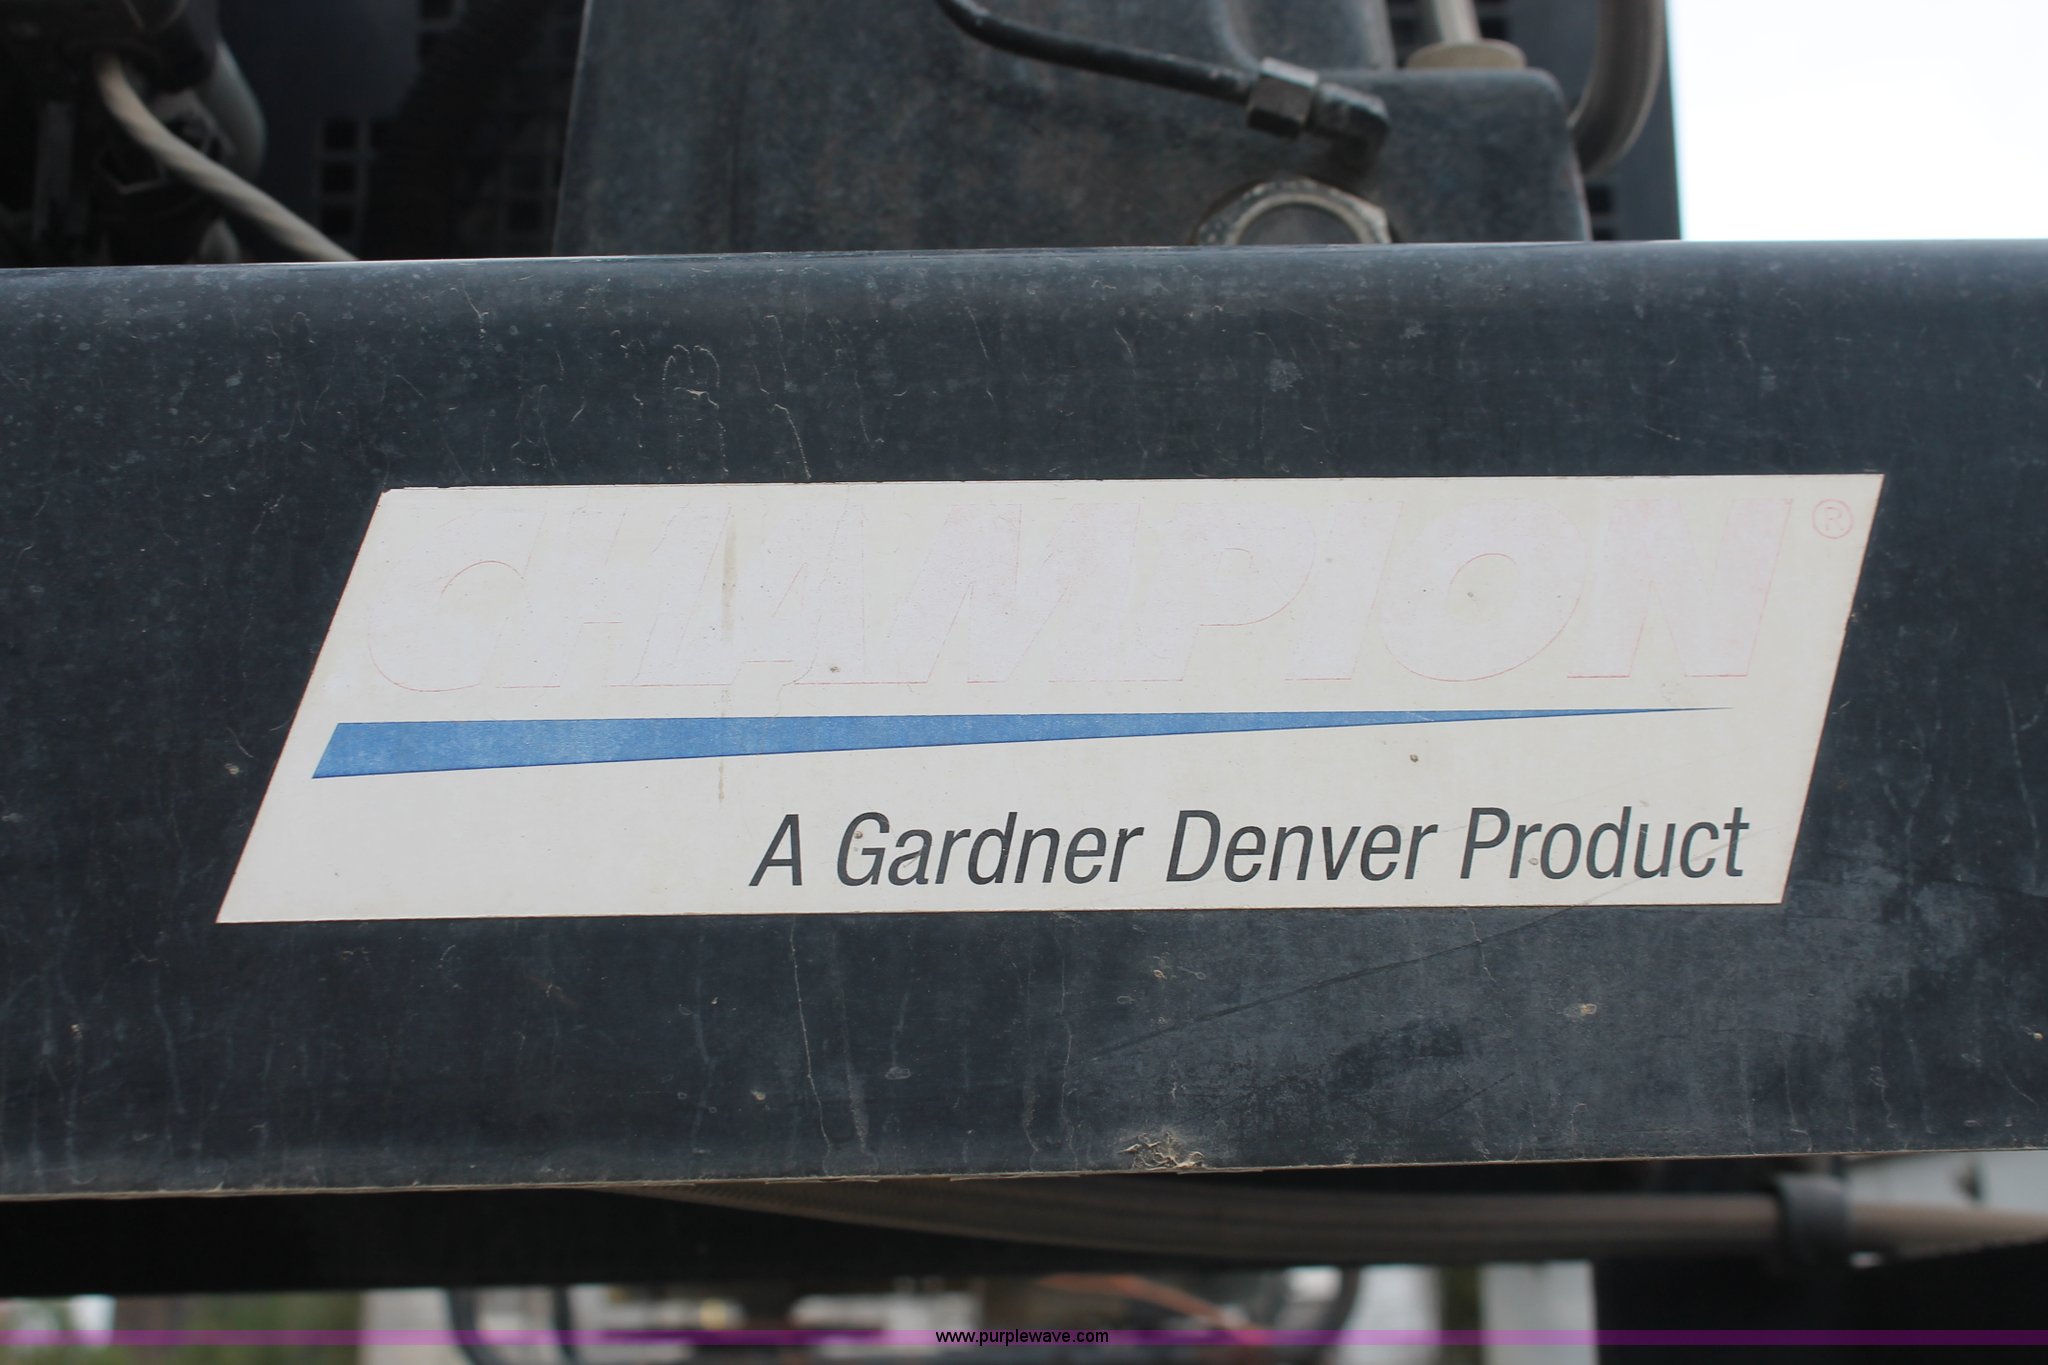 CHAMPION®
A Gardner Denver Product
www.purplewave.com